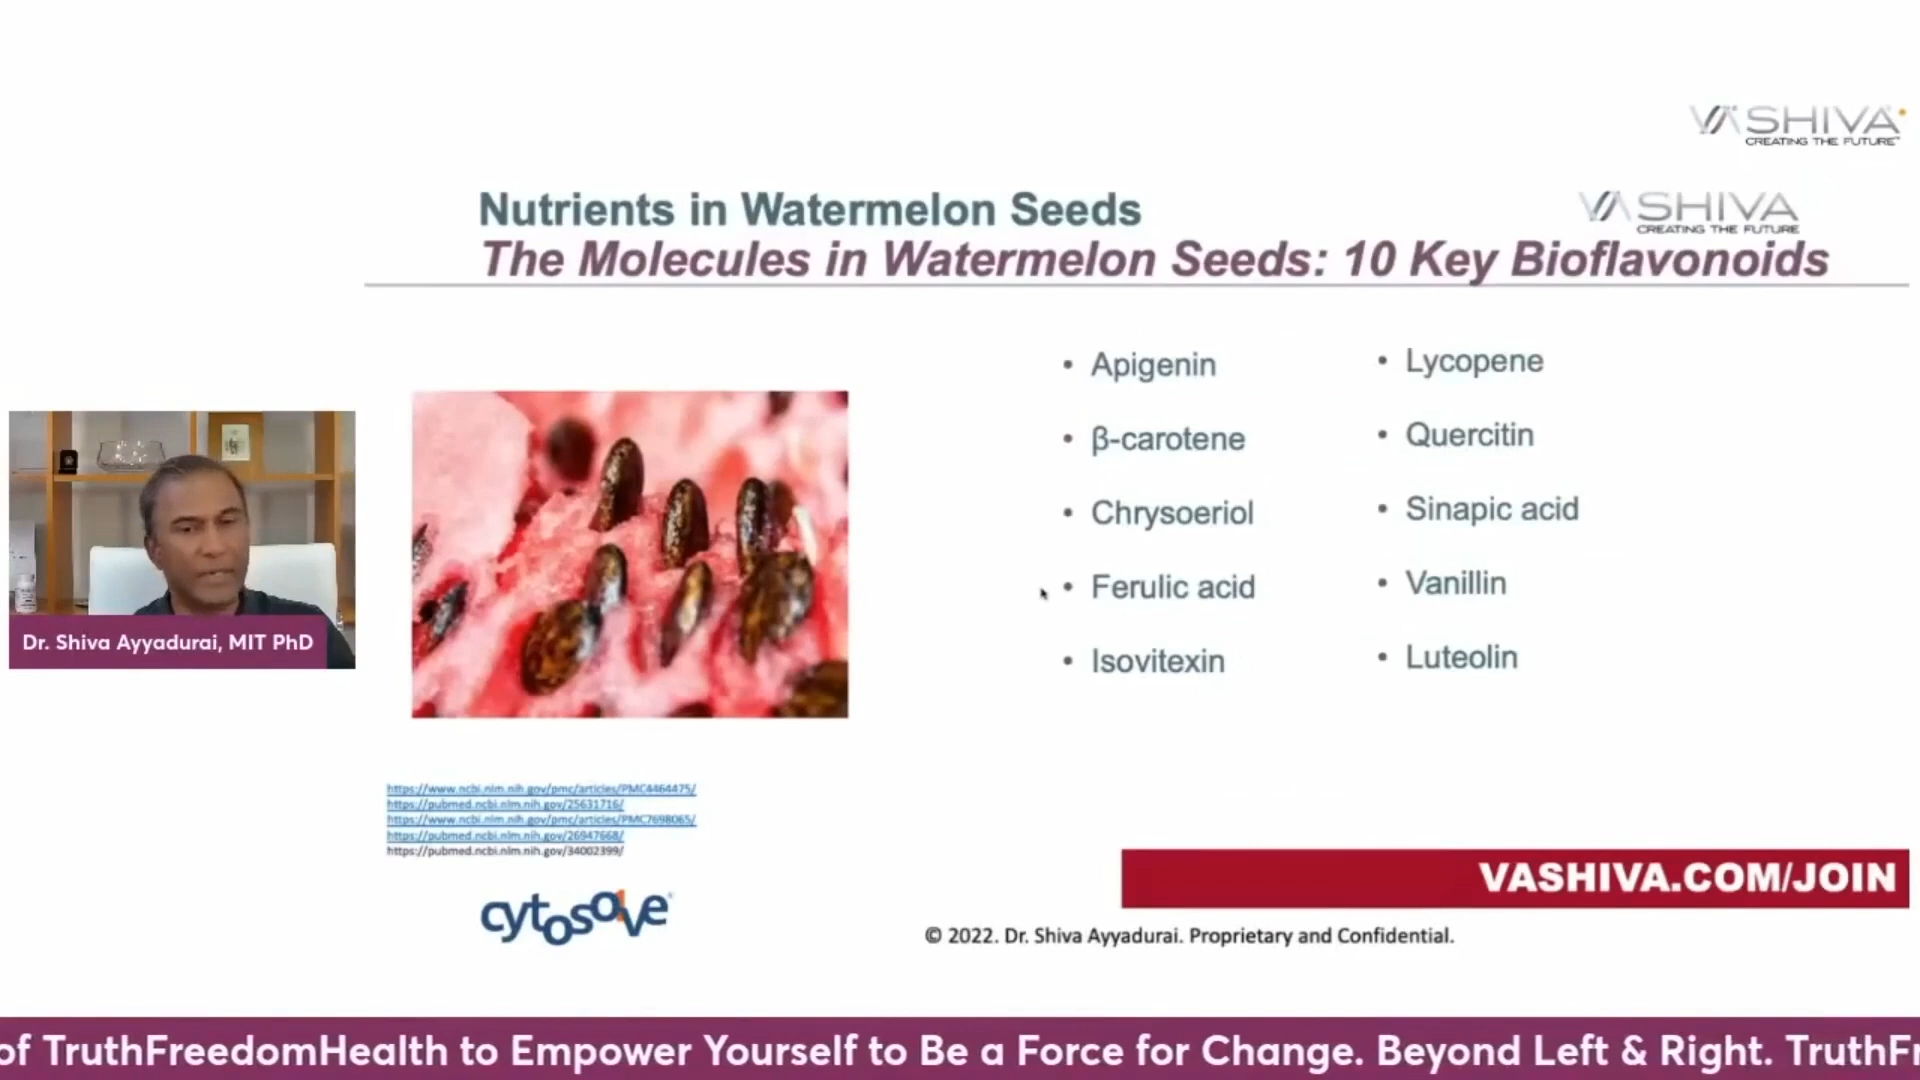 VA SHIVA
CREATING THE FUTURE
Nutrients in Watermelon Seeds
VA SHIVA
CREATING THE FUTURE
The Molecules in Watermelon Seeds: 10 Key Bioflavonoids
• Apigenin
• β-carotene
• Chrysoeriol
• Ferulic acid
• Isovitexin
• Lycopene
• Quercitin
• Sinapic acid
• Vanillin
• Luteolin
Dr. Shiva Ayyadurai, MIT PhD
https://www.ncbi.nlm.nih.gov/pmc/articles/PMC4464475/
https://pubmed.ncbi.nlm.nih.gov/25631716/
https://www.ncbi.nlm.nih.gov/pmc/articles/PMC7698065/
https://pubmed.ncbi.nlm.nih.gov/26947668/
https://pubmed.ncbi.nlm.nih.gov/34002399/
cytosolve
VASHIVA.COM/JOIN
© 2022. Dr. Shiva Ayyadurai. Proprietary and Confidential.
of TruthFreedomHealth to Empower Yourself to Be a Force for Change. Beyond Left & Right. TruthFr